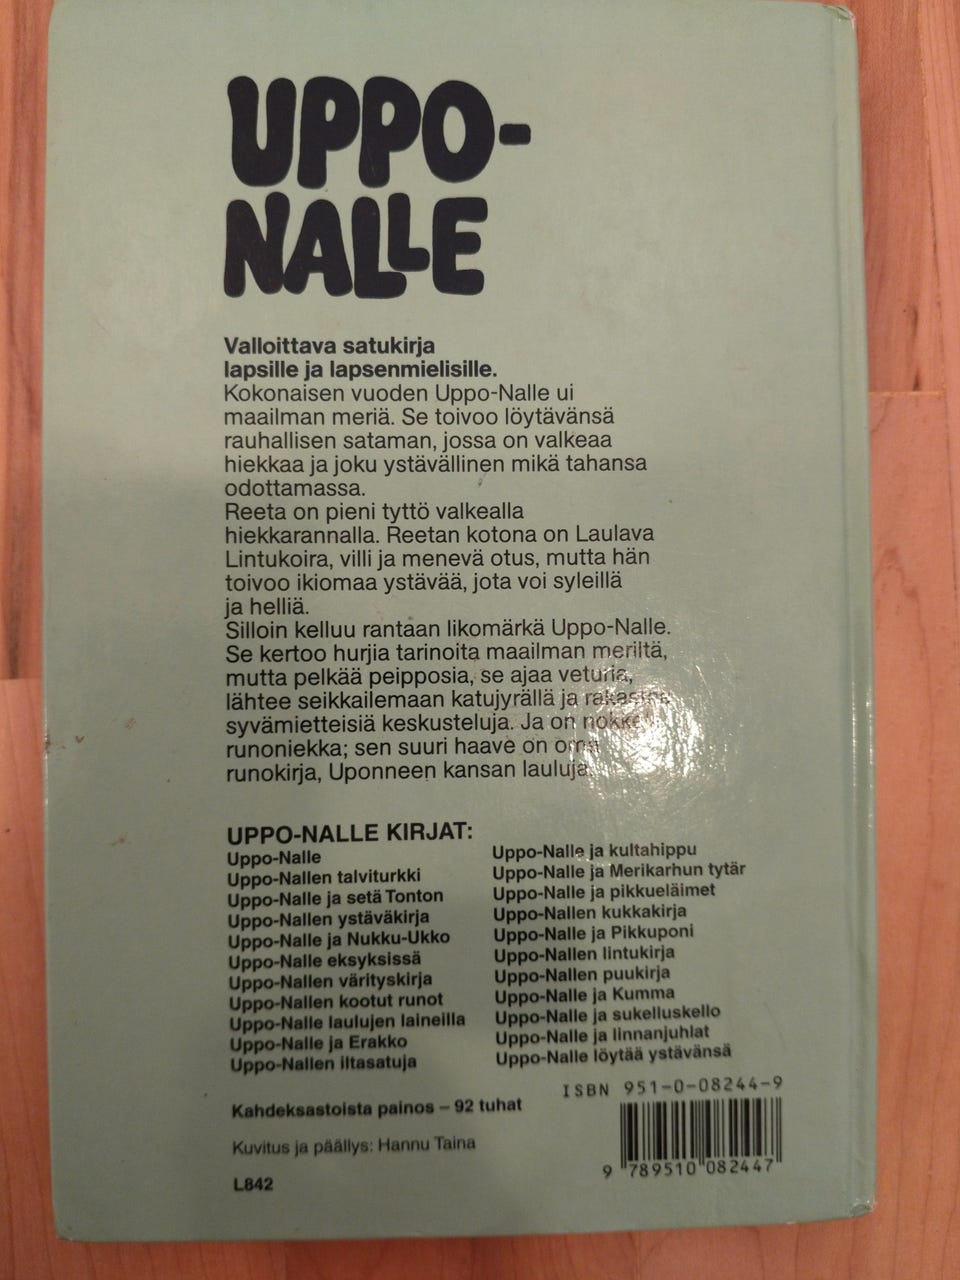 UPPO-
NALLE
Valloittava satukirja
lapsille ja lapsenmielisille.
Kokonaisen vuoden Uppo-Nalle ui
maailman meriä. Se toivoo löytävänsä
rauhallisen sataman, jossa on valkeaa
hiekkaa ja joku ystävällinen mikä tahansa
odottamassa.
Reeta on pieni tyttö valkealla
hiekkarannalla. Reetan kotona on Laulava
Lintukoira, villi ja menevä otus, mutta hän
toivoo ikiomaa ystävää, jota voi syleillä
ja helliä.
Silloin kelluu rantaan likomärkä Uppo-Nalle.
Se kertoo hurjia tarinoita maailman meriltä,
mutta pelkää peipposia, se ajaa veturia,
lähtee seikkailemaan katujyrällä ja
syvämietteisiä keskusteluja. Ja on
runoniekka; sen suuri haave on oma
runokirja, Uponneen kansan lauluja.
UPPO-NALLE KIRJAT:
Uppo-Nalle
Uppo-Nallen talviturkki
Uppo-Nalle ja setä Tonton
Uppo-Nallen ystäväkirja
Uppo-Nalle ja Nukku-Ukko
Uppo-Nalle eksyksissä
Uppo-Nallen värityskirja
Uppo-Nallen kootut runot
Uppo-Nalle laulujen laineilla
Uppo-Nalle ja Erakko
Uppo-Nallen iltasatuja
Uppo-Nalle ja kultahippu
Uppo-Nalle ja Merikarhun tytär
Uppo-Nalle ja pikkueläimet
Uppo-Nallen kukkakirja
Uppo-Nalle ja Pikkuponi
Uppo-Nallen lintukirja
Uppo-Nallen puukirja
Uppo-Nalle ja Kumma
Uppo-Nalle ja sukelluskello
Uppo-Nalle ja linnanjuhlat
Uppo-Nalle löytää ystävänsä
Kahdeksastoista painos – 92 tuhat
Kuvitus ja päällys: Hannu Taina
L842
ISBN 951-0-08244-9
9 789510 082447